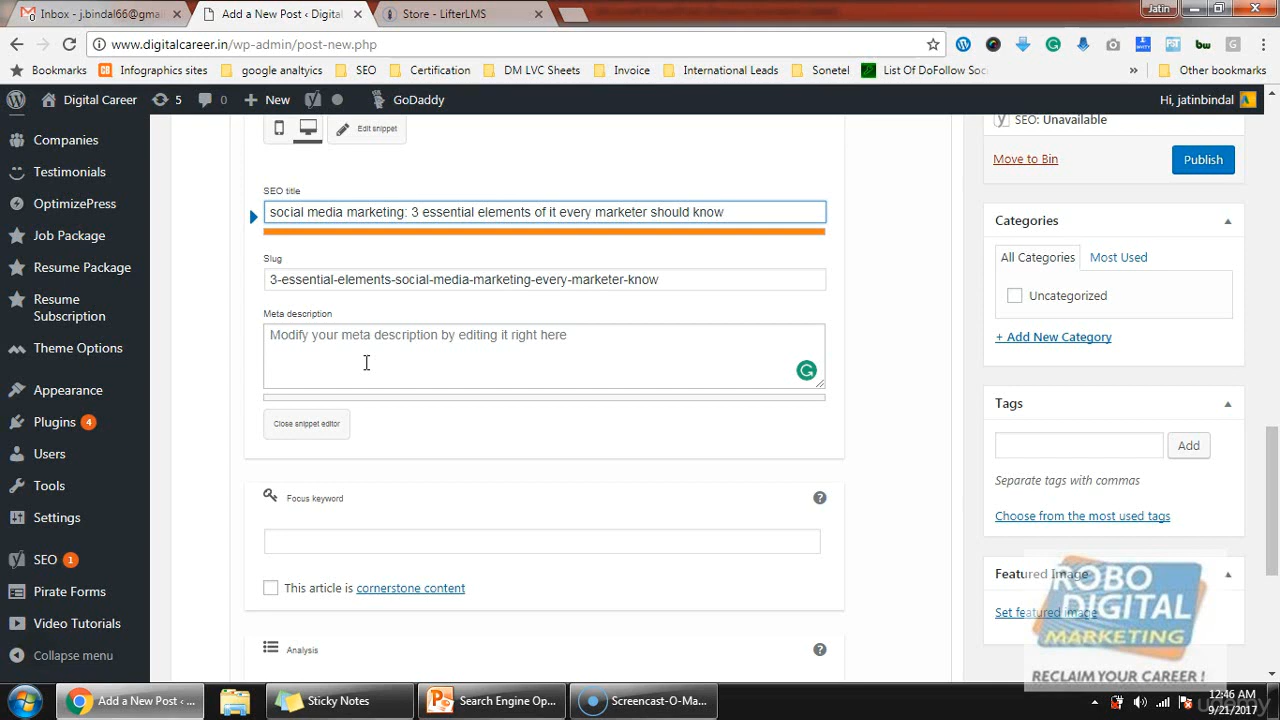 Inbox - j.bindal66@gma
Add a New Post ‹ Digital
Store - LifterLMS
Jatin
www.digitalcareer.in/wp-admin/post-new.php
Bookmarks
Infographics sites
google analtyics
SEO
Certification
DM LVC Sheets
Invoice
International Leads
Sonetel
List Of DoFollow Soc
»
Other bookmarks
Digital Career
5
0
New
GoDaddy
Hi, jatinbindal
Companies
Testimonials
OptimizePress
Job Package
Resume Package
Resume
Subscription
Theme Options
Appearance
Plugins 4
Users
Tools
Settings
SEO 1
Pirate Forms
Video Tutorials
Collapse menu
Edit snippet
SEO title
social media marketing: 3 essential elements of it every marketer should know
Slug
3-essential-elements-social-media-marketing-every-marketer-know
Meta description
Modify your meta description by editing it right here
Close snippet editor
Focus keyword
?
This article is cornerstone content
Analysis
?
SEO: Unavailable
Move to Bin
Publish
Categories
All Categories
Most Used
Uncategorized
+ Add New Category
Tags
Add
Separate tags with commas
Choose from the most used tags
Featured Image
Set featured image
ROBO
DIGITAL
MARKETING
RECLAIM YOUR CAREER !
Add a New Post ‹ ...
Sticky Notes
Search Engine Op...
Screencast-O-Ma...
12:46 AM
9/21/2017
udemy